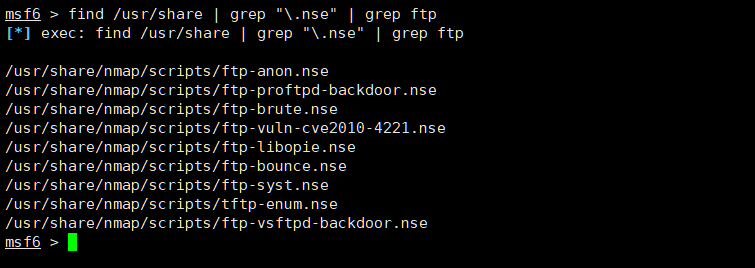 msf6 > find /usr/share | grep "\.nse" | grep ftp
[*] exec: find /usr/share | grep "\.nse" | grep ftp
/usr/share/nmap/scripts/ftp-anon.nse
/usr/share/nmap/scripts/ftp-proftpd-backdoor.nse
/usr/share/nmap/scripts/ftp-brute.nse
/usr/share/nmap/scripts/ftp-vuln-cve2010-4221.nse
/usr/share/nmap/scripts/ftp-libopie.nse
/usr/share/nmap/scripts/ftp-bounce.nse
/usr/share/nmap/scripts/ftp-syst.nse
/usr/share/nmap/scripts/tftp-enum.nse
/usr/share/nmap/scripts/ftp-vsftpd-backdoor.nse
msf6 >